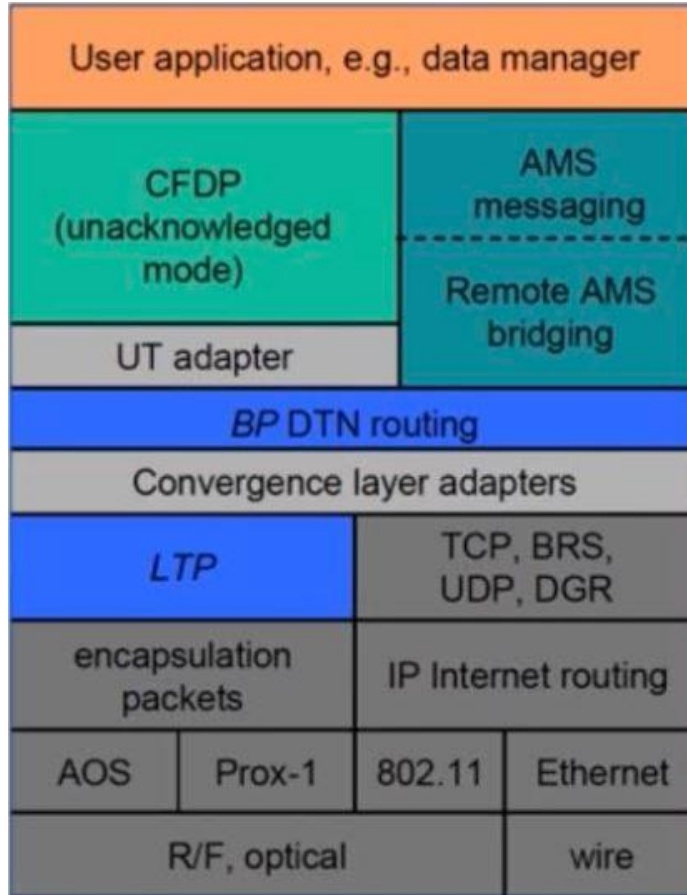 User application, e.g., data manager
CFDP
(unacknowledged
mode)
AMS
messaging
Remote AMS
bridging
UT adapter
BP DTN routing
Convergence layer adapters
LTP
TCP, BRS,
UDP, DGR
encapsulation
packets
IP Internet routing
AOS
Prox-1
802.11
Ethernet
R/F, optical
wire